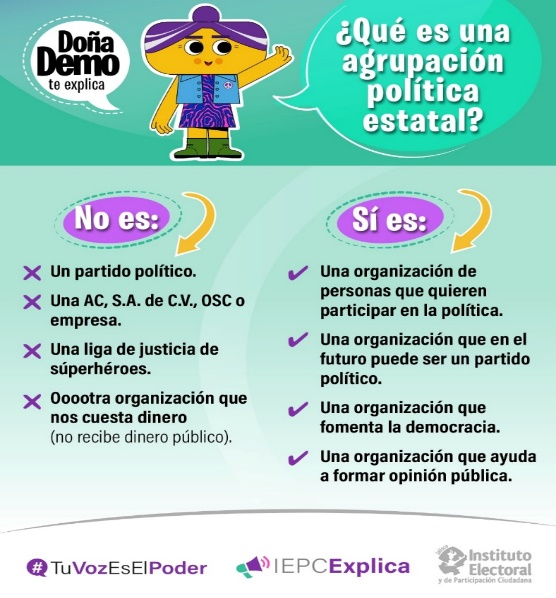 Doña
Demo
te explica
¿Qué es una
agrupación
política
estatal?
No es:
Un partido político.
Una AC, S.A. de C.V., OSC o
empresa.
Una liga de justicia de
súperhéroes.
Ooootra organización que
nos cuesta dinero
(no recibe dinero público).
Sí es:
Una organización de
personas que quieren
participar en la política.
Una organización que en el
futuro puede ser un partido
político.
Una organización que
fomenta la democracia.
Una organización que ayuda
a formar opinión pública.
#TuVozEsElPoder
IEPCExplica
Instituto
Electoral
y de Participación Ciudadana